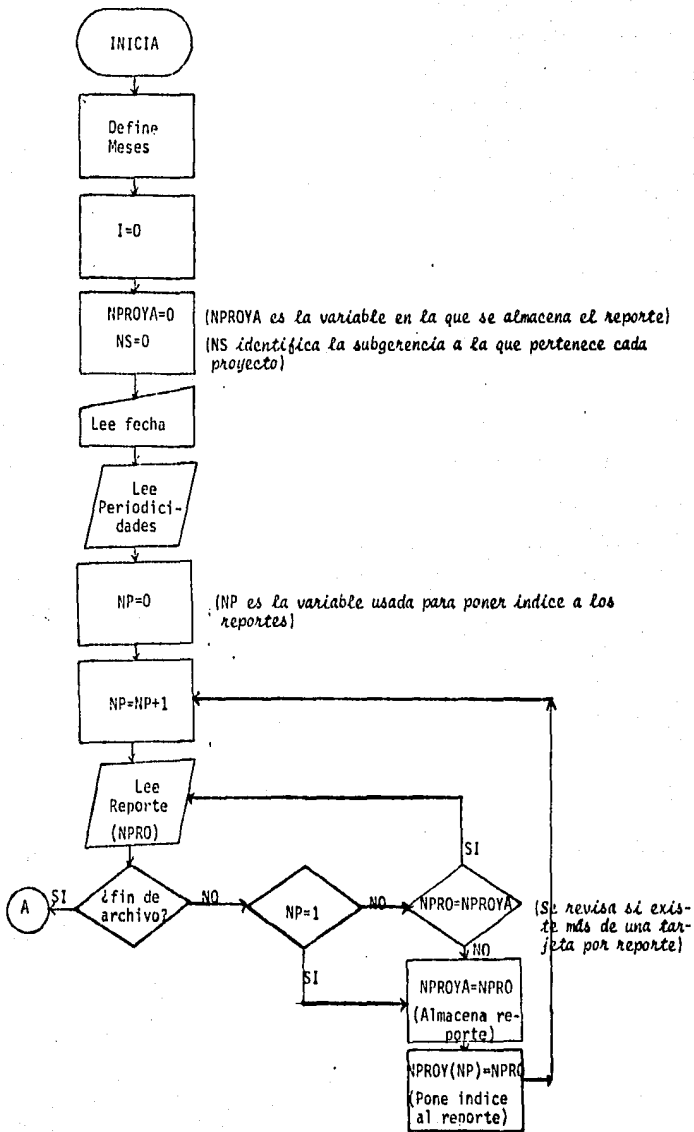 INICIA
Define
Meses
I=0
NPROYA=0
NS=0
(NPROYA es la variable en la que se almacena el reporte)
(NS identifica la subgerencia a la que pertenece cada
proyecto)
Lee fecha
Lee
Periodici-
dades
NP=0
(NP es la variable usada para poner índice a los
reportes)
NP=NP+1
Lee
Reporte
(NPRO)
A
SI
¿fin de
archivo?
NO
NP=1
NO
NPRO=NPROYA
SI
(Se revisa si exis-
te más de una tar-
jeta por reporte)
SI
NO
NPROYA=NPRO
(Almacena re-
porte)
NPROY(NP)=NPRO
(Pone indice
al reporte)